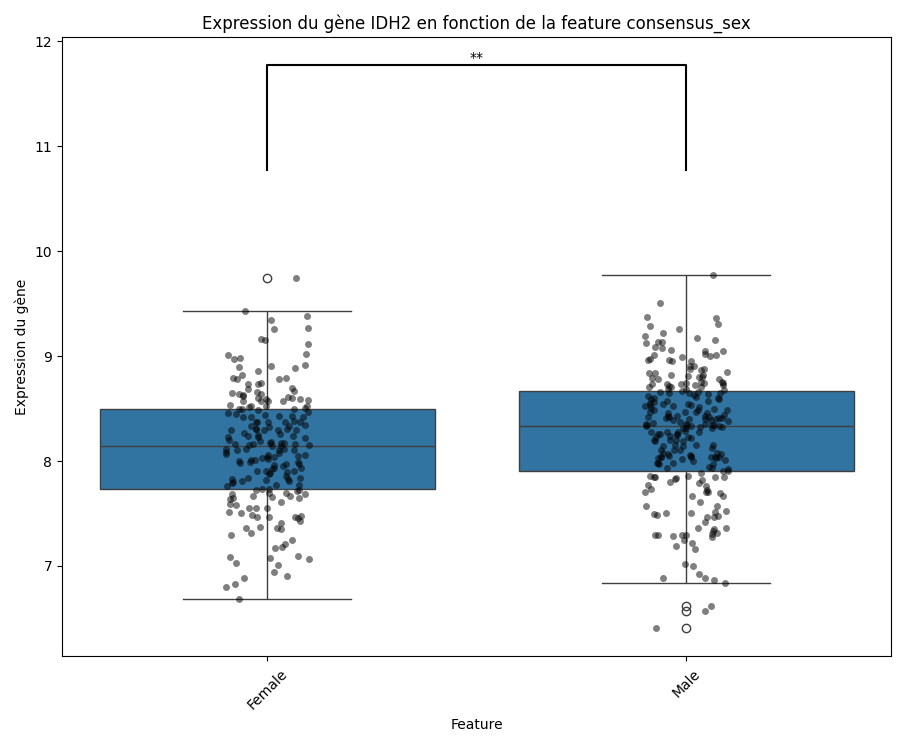 Expression du gène IDH2 en fonction de la feature consensus_sex
12
**
11
10
9
8
7
Expression du gène
Female
Male
Feature